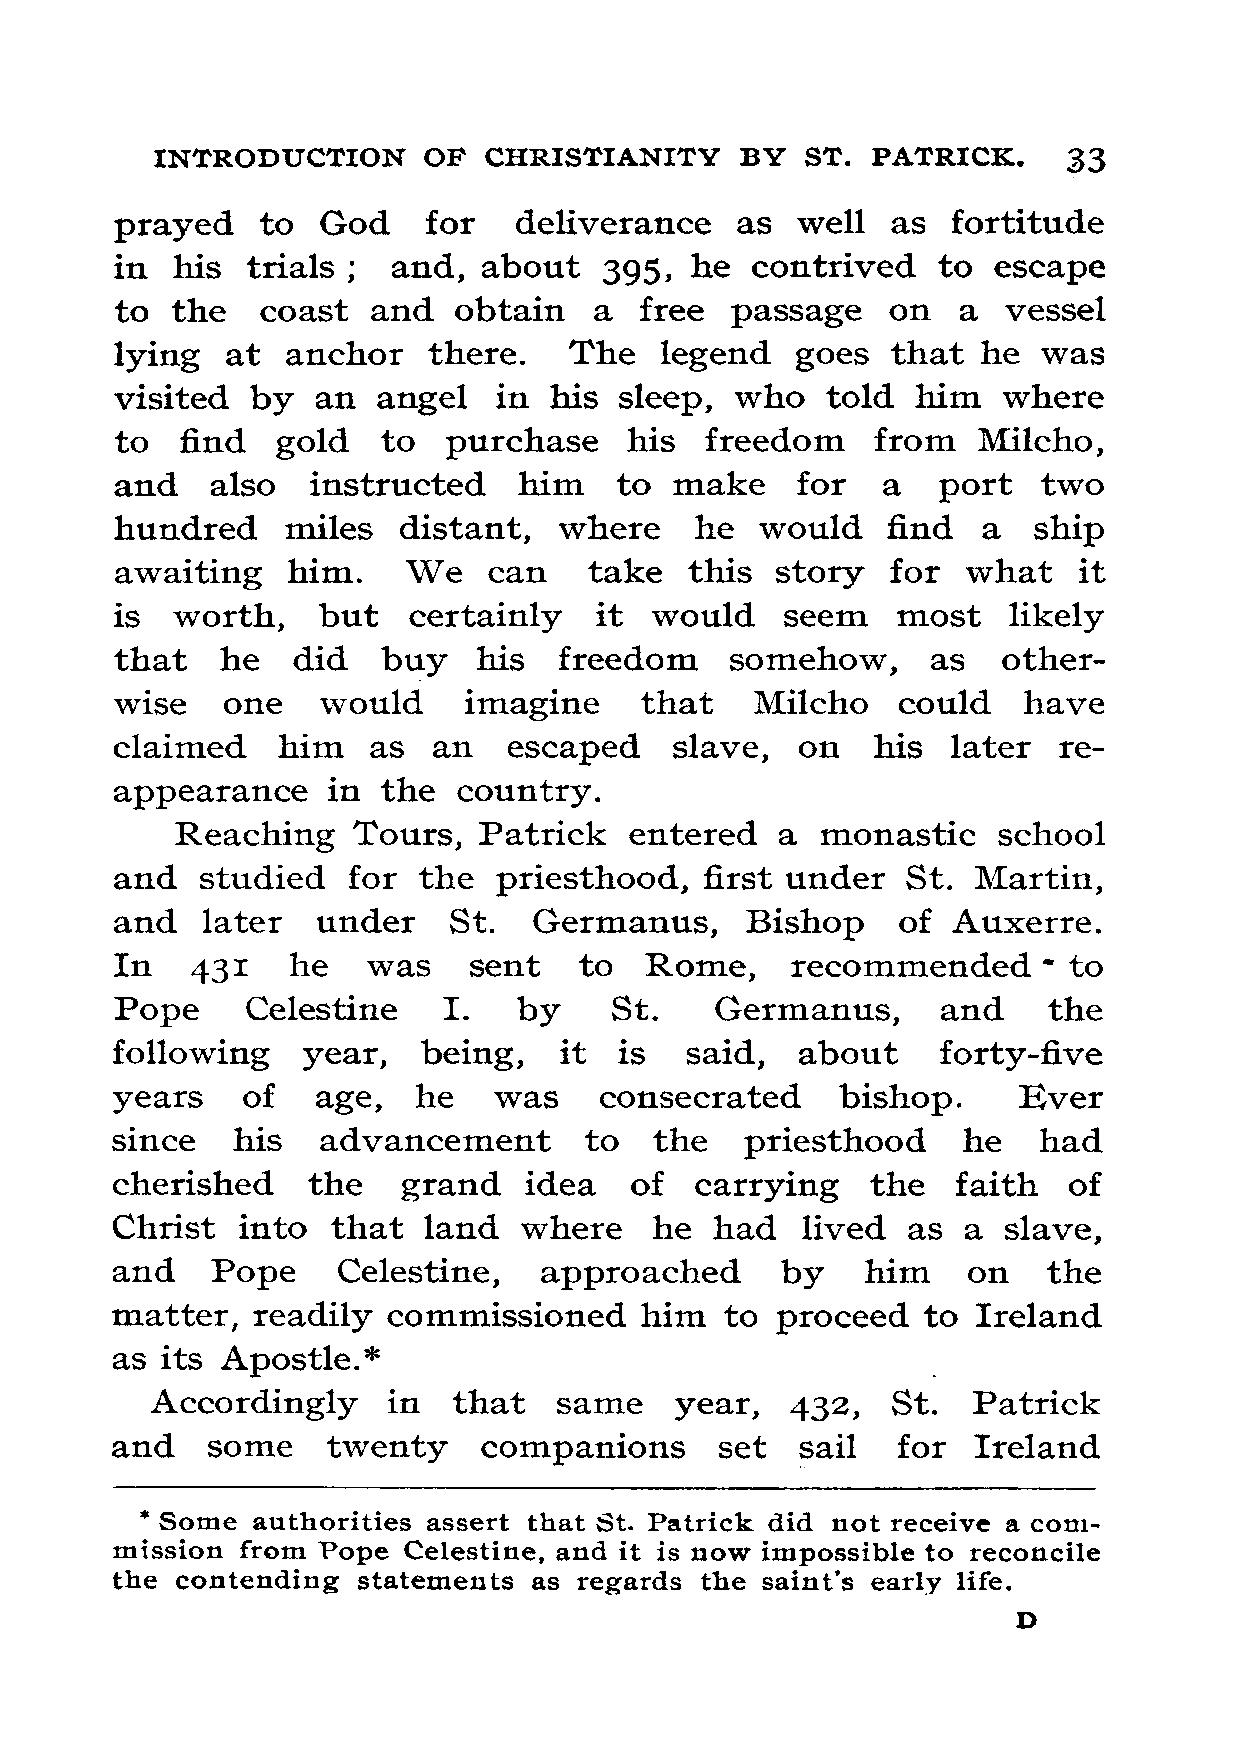 INTRODUCTION OF CHRISTIANITY BY ST. PATRICK. 33
prayed to God for deliverance as well as fortitude
in his trials ; and, about 395, he contrived to escape
to the coast and obtain a free passage on a vessel
lying at anchor there. The legend goes that he was
visited by an angel in his sleep, who told him where
to find gold to purchase his freedom from Milcho,
and also instructed him to make for a port two
hundred miles distant, where he would find a ship
awaiting him. We can take this story for what it
is worth, but certainly it would seem most likely
that he did buy his freedom somehow, as other-
wise one would imagine that Milcho could have
claimed him as an escaped slave, on his later re-
appearance in the country.
Reaching Tours, Patrick entered a monastic school
and studied for the priesthood, first under St. Martin,
and later under St. Germanus, Bishop of Auxerre.
In 431 he was sent to Rome, recommended - to
Pope Celestine I. by St. Germanus, and the
following year, being, it is said, about forty-five
years of age, he was consecrated bishop. Ever
since his advancement to the priesthood he had
cherished the grand idea of carrying the faith of
Christ into that land where he had lived as a slave,
and Pope Celestine, approached by him on the
matter, readily commissioned him to proceed to Ireland
as its Apostle.*
Accordingly in that same year, 432, St. Patrick
and some twenty companions set sail for Ireland
* Some authorities assert that St. Patrick did not receive a com-
mission from Pope Celestine, and it is now impossible to reconcile
the contending statements as regards the saint's early life.
D